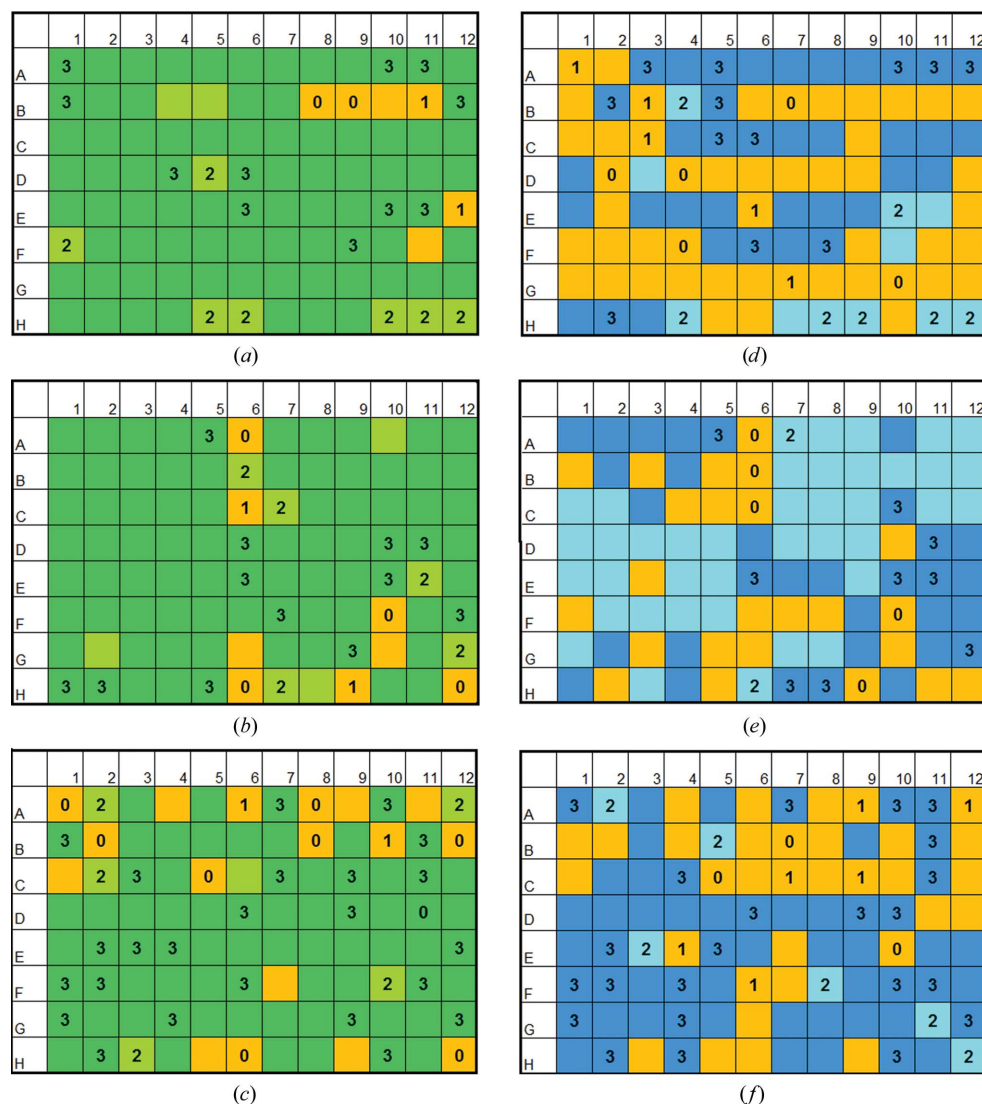 1 2 3 4 5 6 7 8 9 10 11 12
A 3 3 3
B 3 0 0 1 3
C
D 3 2 3
E 3 3 3 1
F 2 3
G
H 2 2 2 2 2
(a)
1 2 3 4 5 6 7 8 9 10 11 12
A 1 3 3 3 3 3
B 3 1 2 3 0
C 1 3 3
D 0 0
E 1 2
F 0 3 3
G 1 0
H 3 2 2 2 2 2
(d)
1 2 3 4 5 6 7 8 9 10 11 12
A 3 0
B 2
C 1 2
D 3 3 3
E 3 3 2
F 3 0 3
G 3 2
H 3 3 3 0 2 1 0
(b)
1 2 3 4 5 6 7 8 9 10 11 12
A 3 0 2
B 0
C 0 3
D 3
E 3 3 3
F 0
G 3
H 2 3 3 0
(e)
1 2 3 4 5 6 7 8 9 10 11 12
A 0 2 1 3 0 3 2
B 3 0 0 1 3 0
C 2 3 0 3 3 3
D 3 3 0
E 3 3 3 3
F 3 3 3 2 3
G 3 3 3 3
H 3 2 0 3 0
(c)
1 2 3 4 5 6 7 8 9 10 11 12
A 3 2 3 1 3 3 1
B 2 0 3
C 3 0 1 1 3
D 3 3 3
E 3 2 1 3 0
F 3 3 3 1 2 3 3
G 3 3 2 3
H 3 3 3 2
(f)